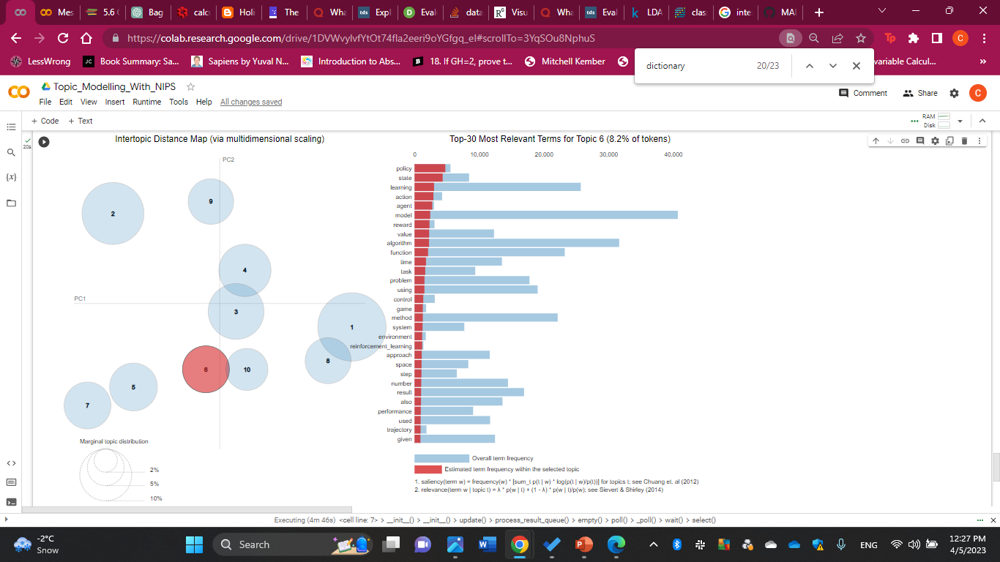 Mes
5.6 (
Bag
calcu
Holi
The
Wha
Expl
Eval
data
Visu
Wha
Eval
LDA
clas
inte
MAI
https://colab.research.google.com/drive/1DVWvyIvfYtOt74fla2eeri9oYGfgq_el#scrollTo=3YqSOu8NphuS
LessWrong
Book Summary: Sa...
Sapiens by Yuval N...
Introduction to Abs...
18. If GH=2, prove t...
Mitchell Kember
variable Calcul...
dictionary 20/23
Topic_Modelling_With_NIPS
File Edit View Insert Runtime Tools Help All changes saved
Comment Share C
+ Code + Text
RAM
Disk
20s
Intertopic Distance Map (via multidimensional scaling)
PC2
PC1
2
9
4
3
1
8
6
10
5
7
Marginal topic distribution
2%
5%
10%
Top-30 Most Relevant Terms for Topic 6 (8.2% of tokens)
0 10,000 20,000 30,000 40,000
policy
state
learning
action
agent
model
reward
value
algorithm
function
time
task
problem
using
control
game
method
system
environment
reinforcement_learning
approach
space
step
number
result
also
performance
used
trajectory
given
Overall term frequency
Estimated term frequency within the selected topic
1. saliency(term w) = frequency(w) * [sum_t p(t | w) * log(p(t | w)/p(t))] for topics t; see Chuang et. al (2012)
2. relevance(term w | topic t) = λ * p(w | t) + (1 - λ) * p(w | t)/p(w); see Sievert & Shirley (2014)
Executing (4m 46s) <cell line: 7> > __init__() > __init__() > update() > process_result_queue() > empty() > poll() > _poll() > wait() > select()
-2°C
Snow
Search
ENG
12:27 PM
4/5/2023